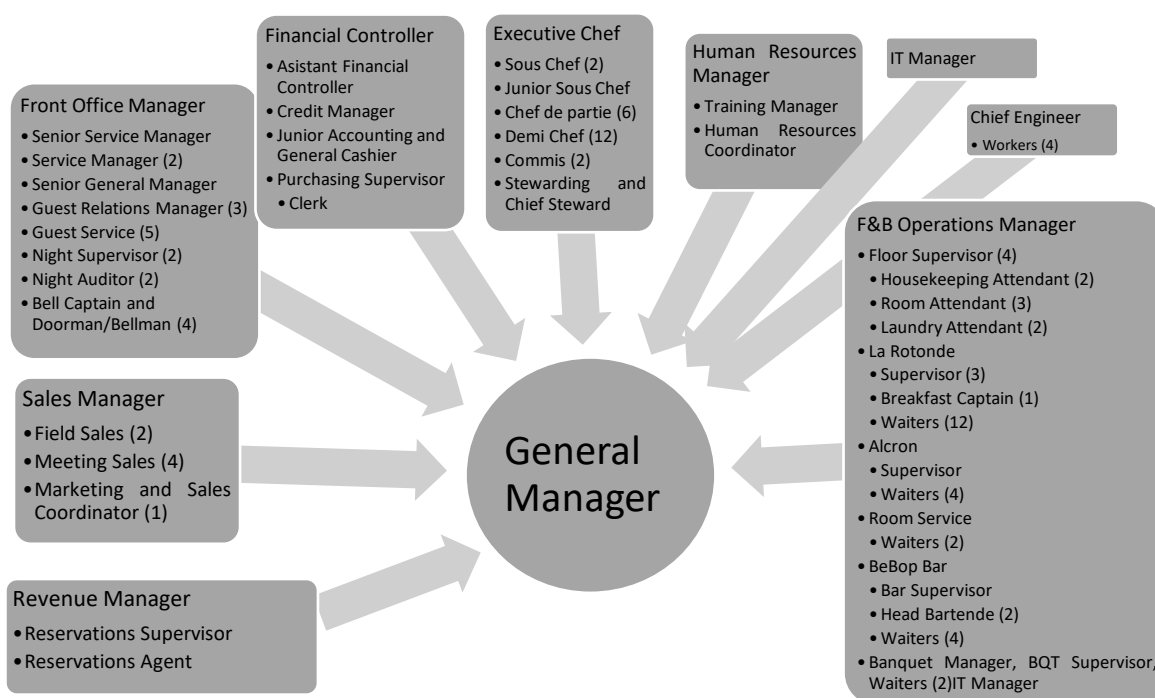 Financial Controller
• Asistant Financial
Controller
• Credit Manager
• Junior Accounting and
General Cashier
• Purchasing Supervisor
• Clerk
Executive Chef
• Sous Chef (2)
• Junior Sous Chef
• Chef de partie (6)
• Demi Chef (12)
• Commis (2)
• Stewarding and
Chief Steward
Human Resources
Manager
• Training Manager
• Human Resources
Coordinator
IT Manager
Chief Engineer
• Workers (4)
Front Office Manager
• Senior Service Manager
• Service Manager (2)
• Senior General Manager
• Guest Relations Manager (3)
• Guest Service (5)
• Night Supervisor (2)
• Night Auditor (2)
• Bell Captain and
Doorman/Bellman (4)
F&B Operations Manager
• Floor Supervisor (4)
• Housekeeping Attendant (2)
• Room Attendant (3)
• Laundry Attendant (2)
• La Rotonde
• Supervisor (3)
• Breakfast Captain (1)
• Waiters (12)
• Alcron
• Supervisor
• Waiters (4)
• Room Service
• Waiters (2)
• BeBop Bar
• Bar Supervisor
• Head Bartende (2)
• Waiters (4)
• Banquet Manager, BQT Supervisor,
Waiters (2)IT Manager
Sales Manager
• Field Sales (2)
• Meeting Sales (4)
• Marketing and Sales
Coordinator (1)
General
Manager
Revenue Manager
• Reservations Supervisor
• Reservations Agent